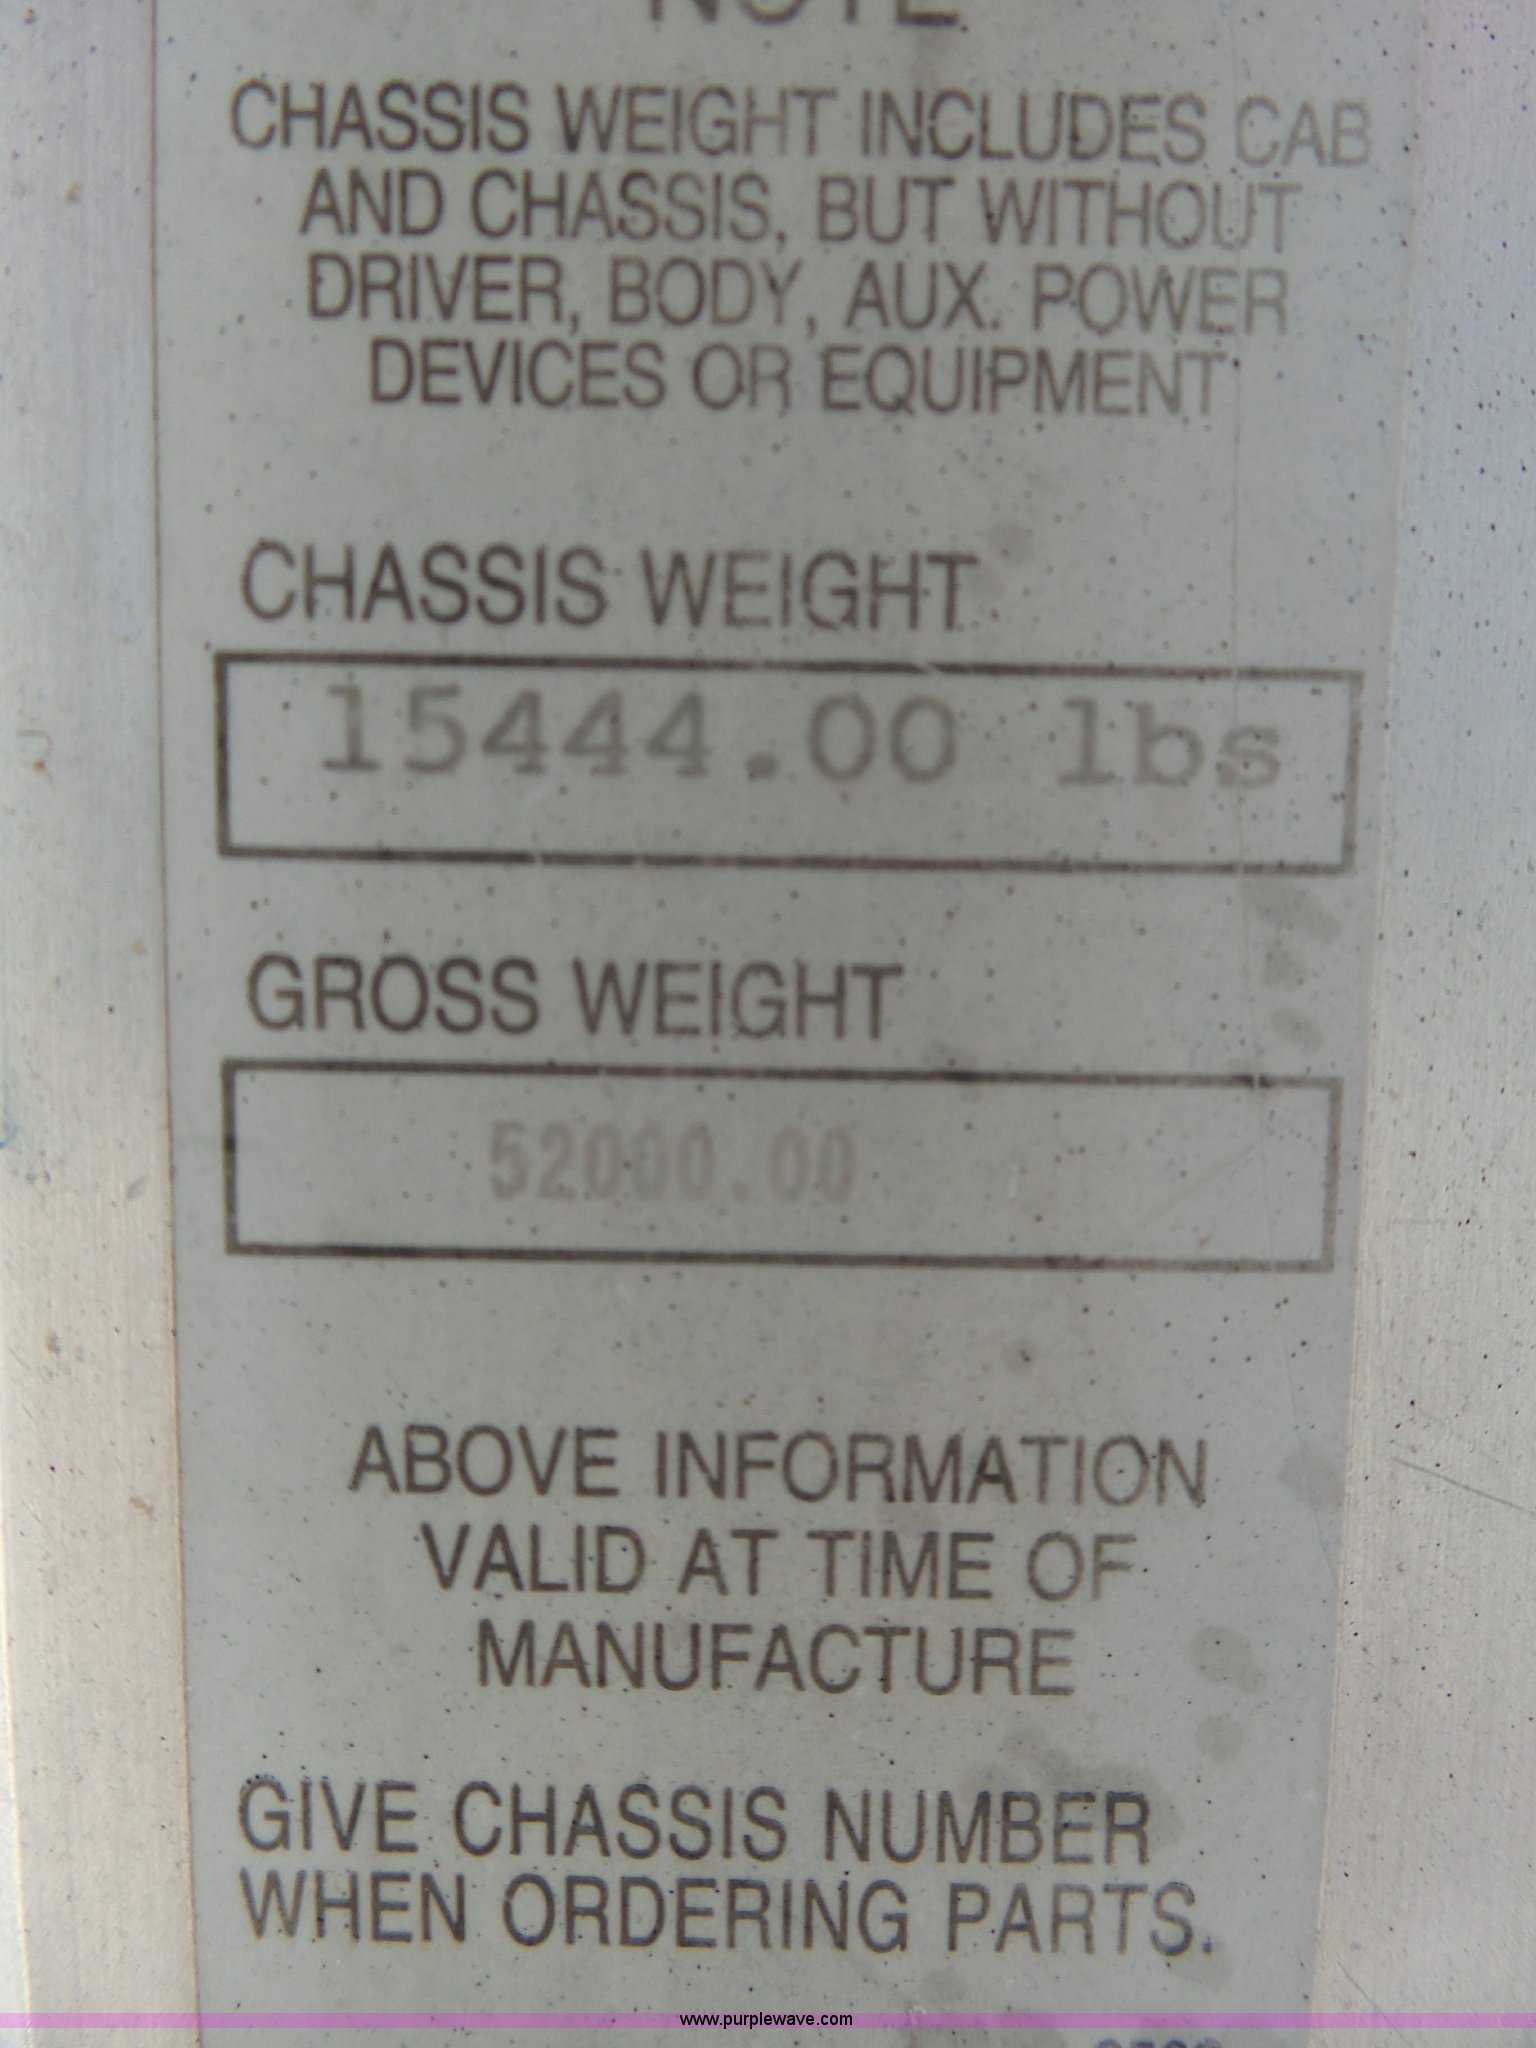 NOTE
CHASSIS WEIGHT INCLUDES CAB
AND CHASSIS, BUT WITHOUT
DRIVER, BODY, AUX. POWER
DEVICES OR EQUIPMENT
CHASSIS WEIGHT
15444.00 lbs
GROSS WEIGHT
52000.00
ABOVE INFORMATION
VALID AT TIME OF
MANUFACTURE
GIVE CHASSIS NUMBER
WHEN ORDERING PARTS.
www.purplewave.com